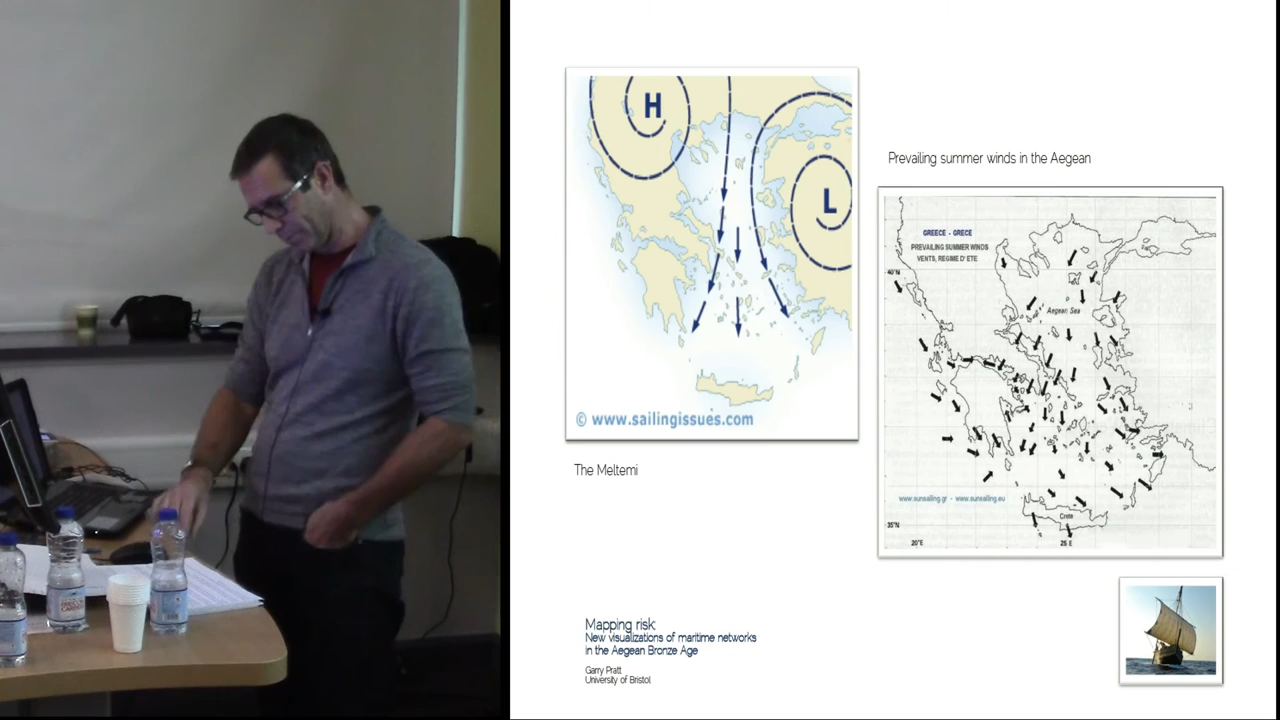 H
L
© www.sailingissues.com
The Meltemi
Prevailing summer winds in the Aegean
GREECE - GRECE
PREVAILING SUMMER WINDS
VENTS, REGIME D' ETE
40°N
Aegean Sea
www.sunsailing.gr - www.sunsailing.eu
Crete
35°N
20°E
25 E
Mapping risk:
New visualizations of maritime networks
in the Aegean Bronze Age
Garry Pratt
University of Bristol